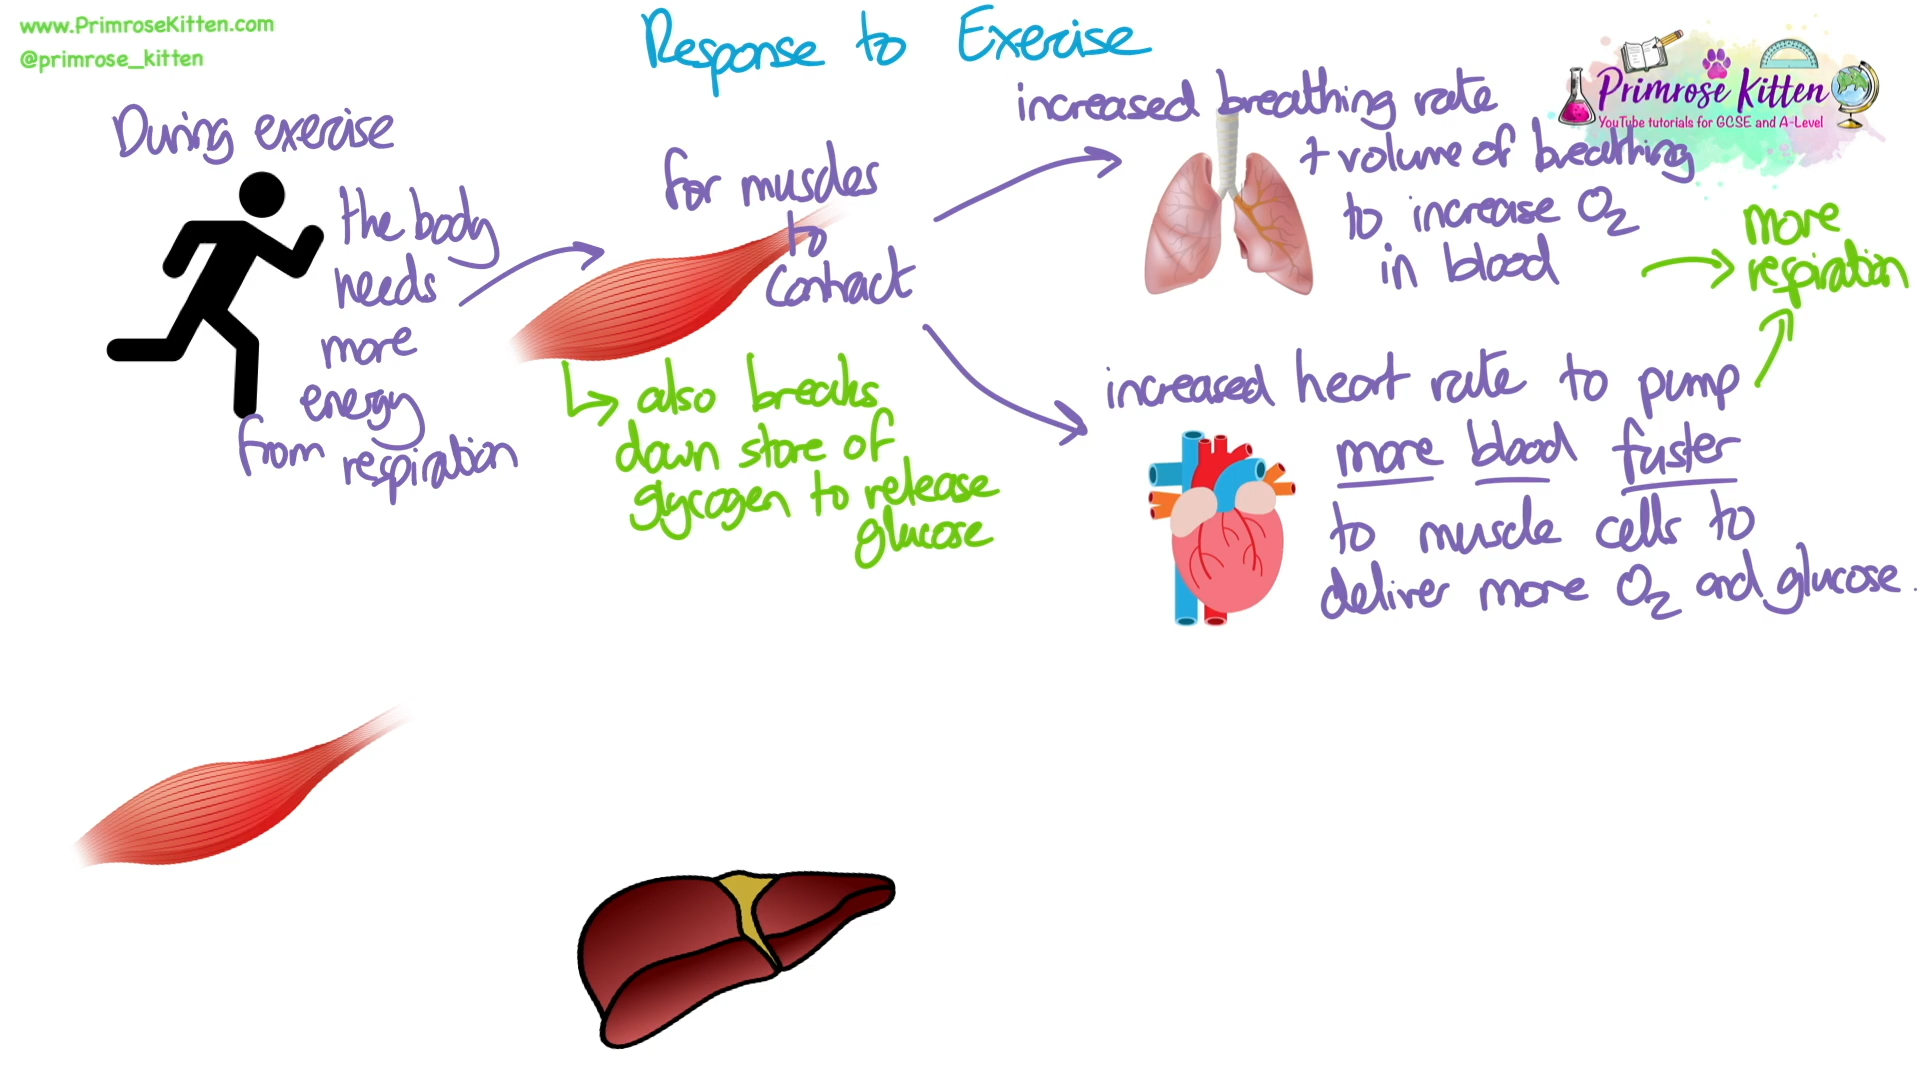 www.PrimroseKitten.com
@primrose_kitten
Response to Exercise
Primrose Kitten
YouTube tutorials for GCSE and A-Level
During exercise
the body
needs
more
energy
from respiration
for muscles
to
contract
also breaks
down store of
glycogen to release
glucose
increased breathing rate
+ volume of breathing
to increase O2
in blood
more
respiration
increased heart rate to pump
more blood faster
to muscle cells to
deliver more O2 and glucose.